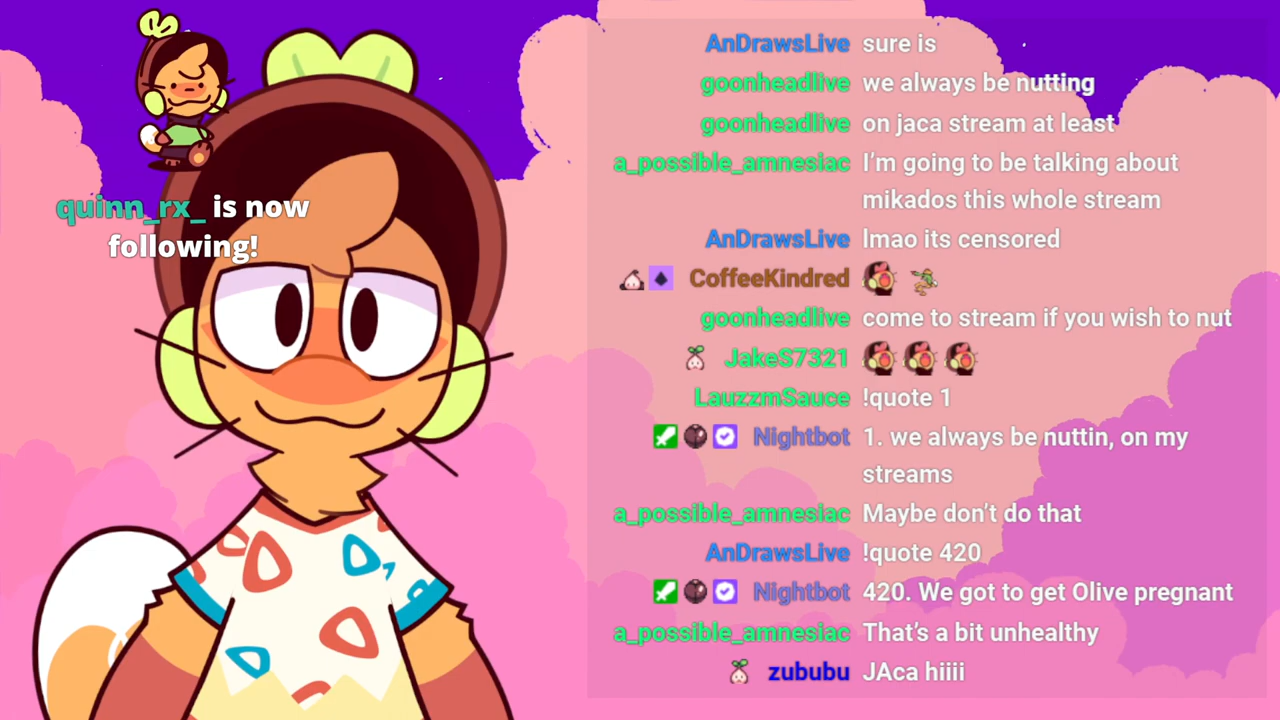 quinn_rx_ is now
following!
AnDrawsLive sure is
goonheadlive we always be nutting
goonheadlive on jaca stream at least
a_possible_amnesiac I’m going to be talking about
mikados this whole stream
AnDrawsLive lmao its censored
CoffeeKindred
goonheadlive come to stream if you wish to nut
JakeS7321
LauzzmSauce !quote 1
Nightbot 1. we always be nuttin, on my
streams
a_possible_amnesiac Maybe don’t do that
AnDrawsLive !quote 420
Nightbot 420. We got to get Olive pregnant
a_possible_amnesiac That’s a bit unhealthy
zububu JAca hiiii